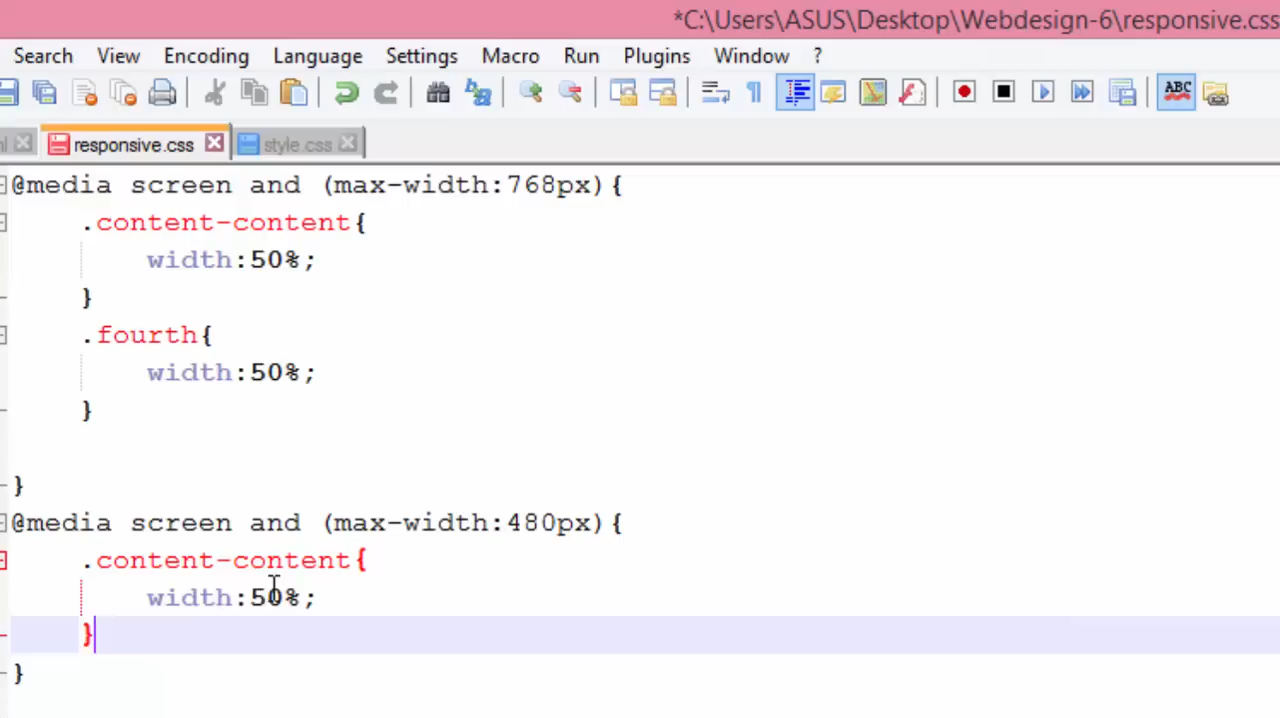 *C:\Users\ASUS\Desktop\Webdesign-6\responsive.css
Search View Encoding Language Settings Macro Run Plugins Window ?
ABC
responsive.css style.css
@media screen and (max-width:768px){
.content-content{
width:50%;
}
.fourth{
width:50%;
}
}
@media screen and (max-width:480px){
.content-content{
width:50%;
}
}